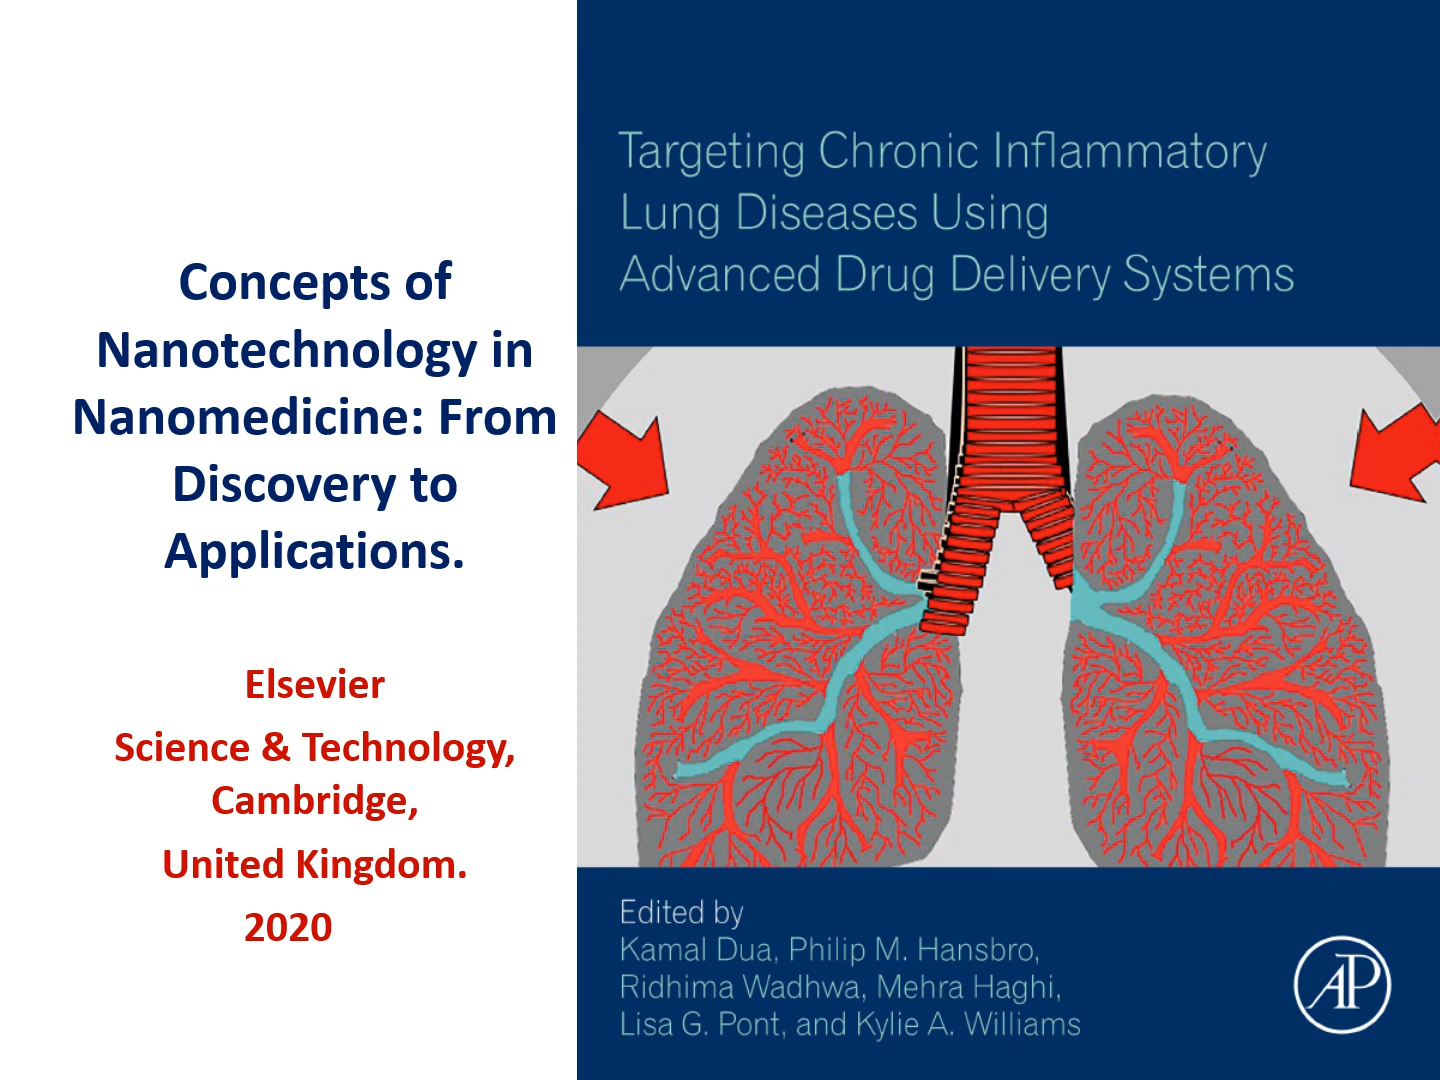 Concepts of
Nanotechnology in
Nanomedicine: From
Discovery to
Applications.
Elsevier
Science & Technology,
Cambridge,
United Kingdom.
2020
Targeting Chronic Inflammatory
Lung Diseases Using
Advanced Drug Delivery Systems
Edited by
Kamal Dua, Philip M. Hansbro,
Ridhima Wadhwa, Mehra Haghi,
Lisa G. Pont, and Kylie A. Williams
AP